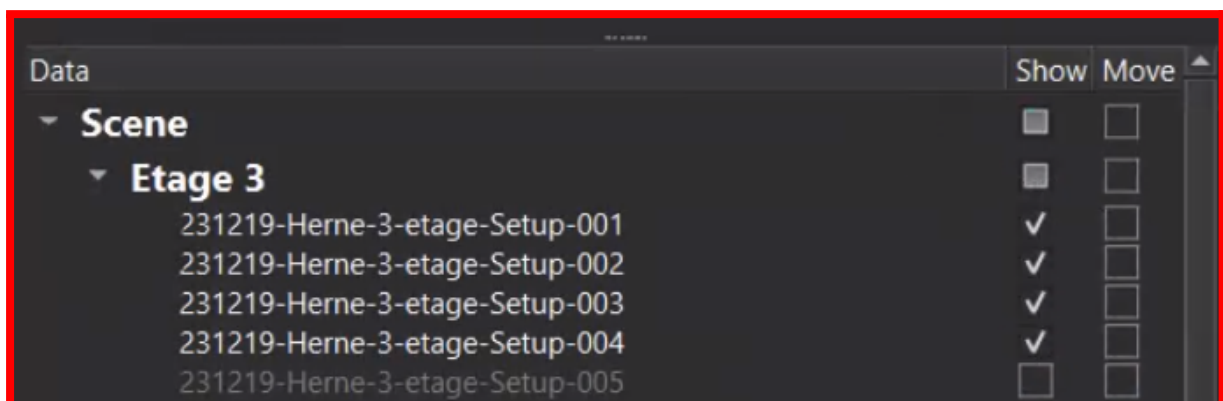 Data Show Move
Scene
Etage 3
231219-Herne-3-etage-Setup-001
231219-Herne-3-etage-Setup-002
231219-Herne-3-etage-Setup-003
231219-Herne-3-etage-Setup-004
231219-Herne-3-etage-Setup-005